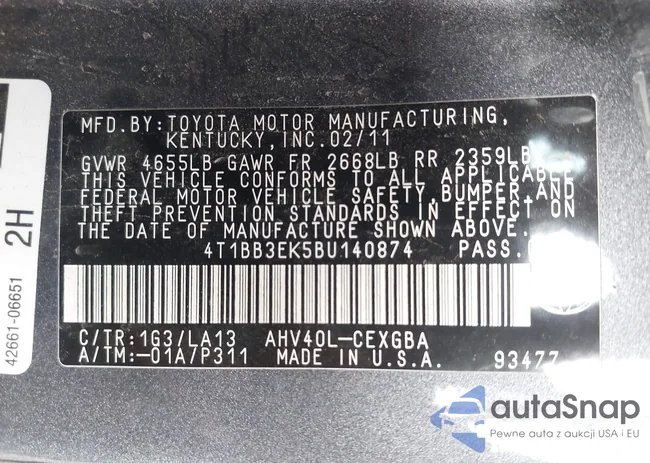 MFD.BY:TOYOTA MOTOR MANUFACTURING,
KENTUCKY,INC.02/11
GVWR 4655LB GAWR FR 2668LB RR 2359LB
THIS VEHICLE CONFORMS TO ALL APPLICABLE
FEDERAL MOTOR VEHICLE SAFETY,BUMPER,AND
THEFT PREVENTION STANDARDS IN EFFECT ON
THE DATE OF MANUFACTURE SHOWN ABOVE.
4T1BB3EK5BU140874 PASS.
C/TR:1G3/LA13 AHV40L-CEXGBA
A/TM:-01A/P311 MADE IN U.S.A. 93477
42661-06651
2H
autaSnap
Pewne auta z aukcji USA i EU